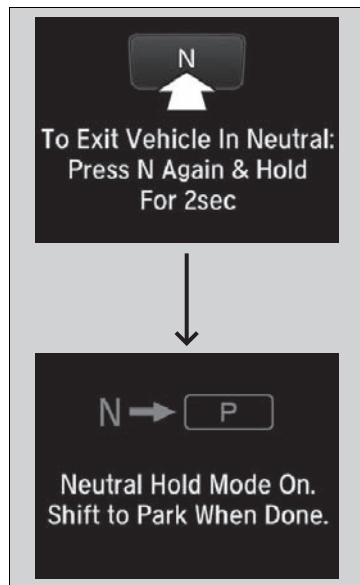 N
To Exit Vehicle In Neutral:
Press N Again & Hold
For 2sec
N P
Neutral Hold Mode On.
Shift to Park When Done.